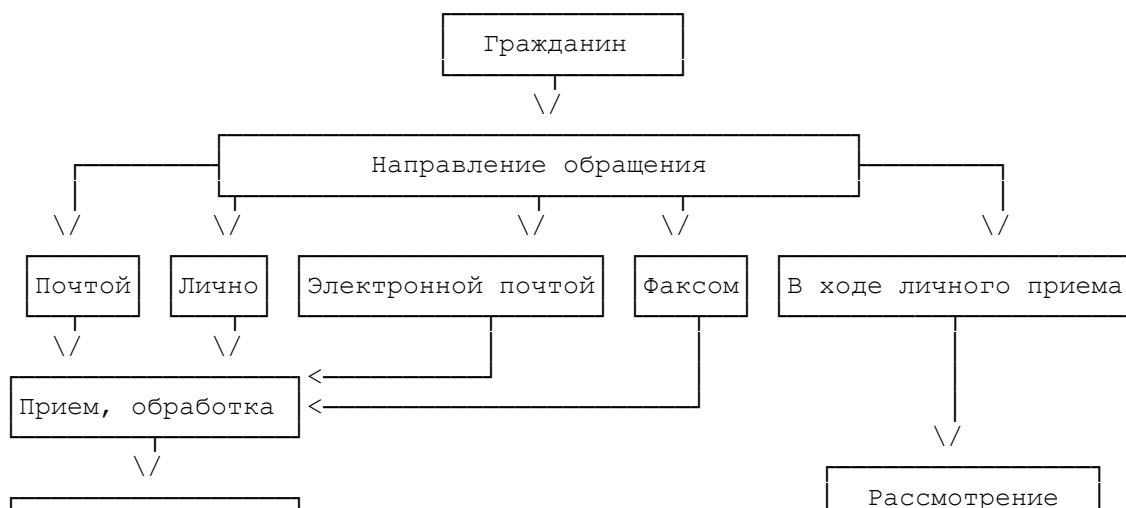 Гражданин
Направление обращения
Почтой Лично Электронной почтой Факсом В ходе личного приема
Прием, обработка
Рассмотрение